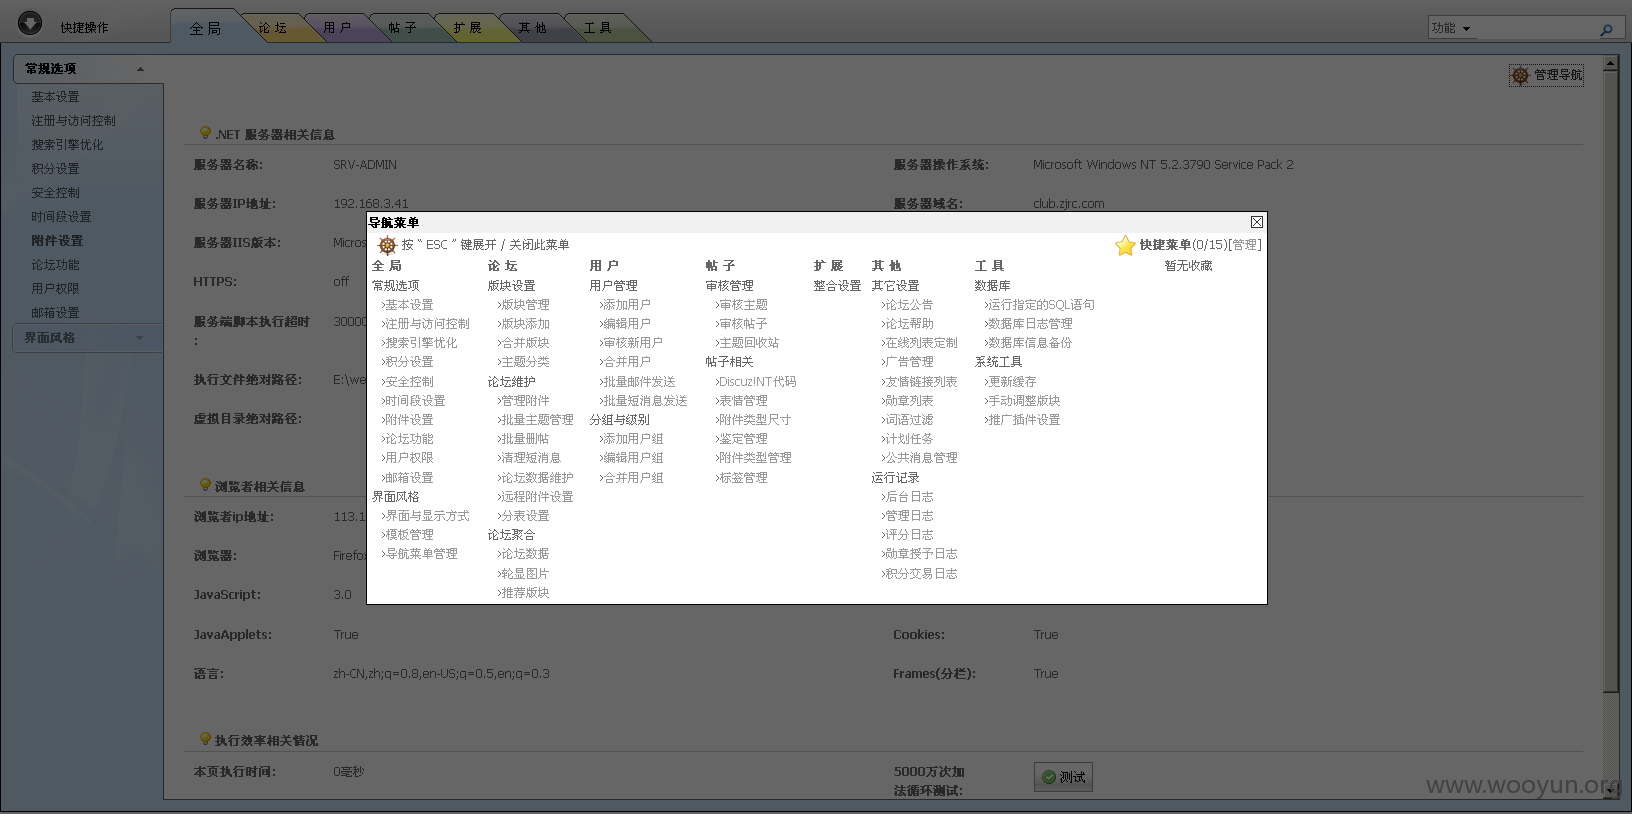 快捷操作
全 局
论 坛
用 户
帖 子
扩 展
其 他
工 具
功能
常规选项
基本设置
注册与访问控制
搜索引擎优化
积分设置
安全控制
时间段设置
附件设置
论坛功能
用户权限
邮箱设置
界面风格
管理导航
.NET 服务器相关信息
服务器名称: SRV-ADMIN
服务器操作系统: Microsoft Windows NT 5.2.3790 Service Pack 2
服务器IP地址: 192.168.3.41
服务器域名: club.zjrc.com
服务器IIS版本: Micros
HTTPS: off
服务端脚本执行超时 30000
:
执行文件绝对路径: E:\we
虚拟目录绝对路径:
浏览者相关信息
浏览者ip地址: 113.1
浏览器: Firefo
JavaScript: 3.0
JavaApplets: True
Cookies: True
语言: zh-CN,zh;q=0.8,en-US;q=0.5,en;q=0.3
Frames(分栏): True
执行效率相关情况
本页执行时间: 0毫秒
5000万次加
法循环测试:
测试
导航菜单
按 “ ESC ” 键展开 / 关闭此菜单
快捷菜单(0/15)[管理]
暂无收藏
全 局
常规选项
›基本设置
›注册与访问控制
›搜索引擎优化
›积分设置
›安全控制
›时间段设置
›附件设置
›论坛功能
›用户权限
›邮箱设置
界面风格
›界面与显示方式
›模板管理
›导航菜单管理
论 坛
版块设置
›版块管理
›版块添加
›合并版块
›主题分类
论坛维护
›管理附件
›批量主题管理
›批量删帖
›清理短消息
›论坛数据维护
›远程附件设置
›分表设置
论坛聚合
›论坛数据
›轮显图片
›推荐版块
用 户
用户管理
›添加用户
›编辑用户
›审核新用户
›合并用户
›批量邮件发送
›批量短消息发送
分组与级别
›添加用户组
›编辑用户组
›合并用户组
帖 子
审核管理
›审核主题
›审核帖子
›主题回收站
帖子相关
›Discuz!NT代码
›表情管理
›附件类型尺寸
›鉴定管理
›附件类型管理
›标签管理
扩 展
整合设置
其 他
其它设置
›论坛公告
›论坛帮助
›在线列表定制
›广告管理
›友情链接列表
›勋章列表
›词语过滤
›计划任务
›公共消息管理
运行记录
›后台日志
›管理日志
›评分日志
›勋章授予日志
›积分交易日志
工 具
数据库
›运行指定的SQL语句
›数据库日志管理
›数据库信息备份
系统工具
›更新缓存
›手动调整版块
›推广插件设置
www.wooyun.org